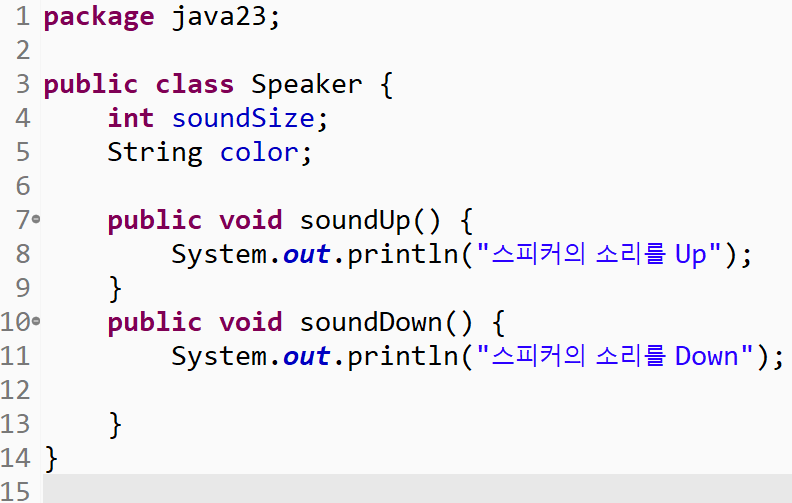 1 package java23;
2
3 public class Speaker {
4     int soundSize;
5     String color;
6
7     public void soundUp() {
8         System.out.println("스피커의 소리를 Up");
9     }
10     public void soundDown() {
11         System.out.println("스피커의 소리를 Down");
12
13     }
14 }
15